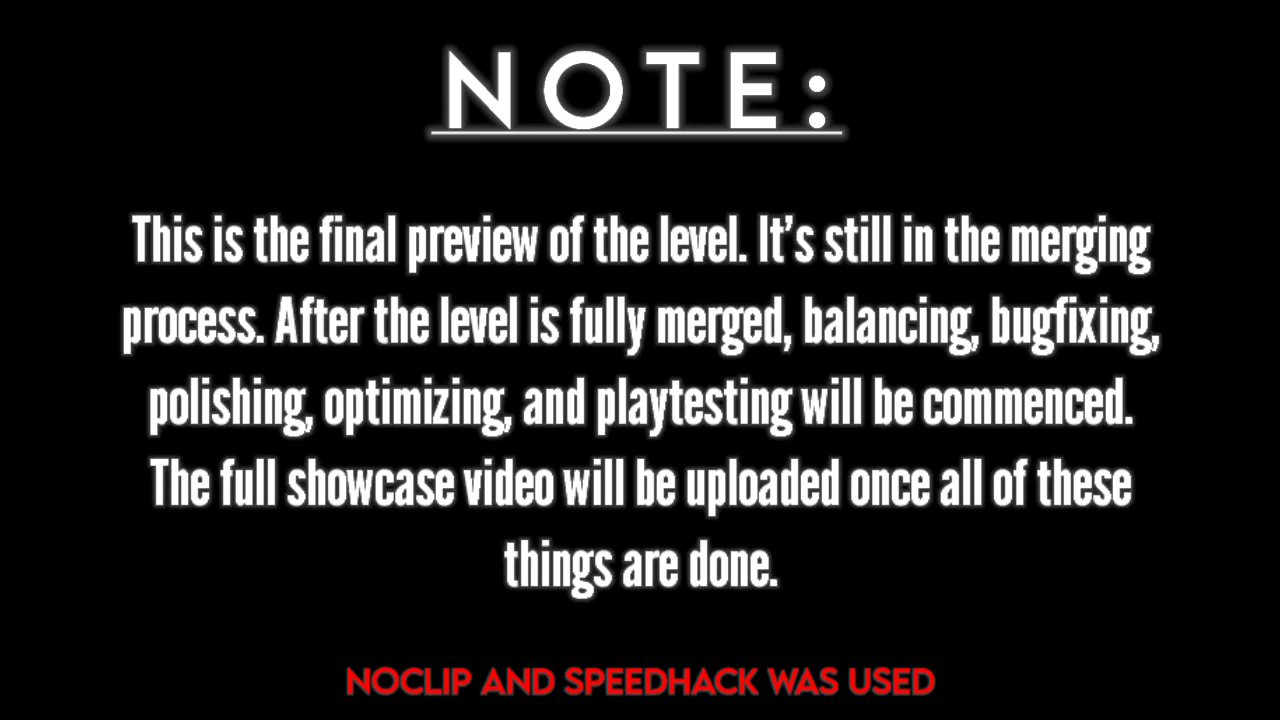 NOTE:
This is the final preview of the level. It's still in the merging
process. After the level is fully merged, balancing, bugfixing,
polishing, optimizing, and playtesting will be commenced.
The full showcase video will be uploaded once all of these
things are done.
NOCLIP AND SPEEDHACK WAS USED